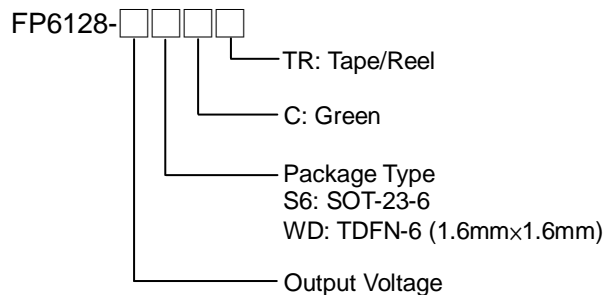 FP6128-□□□□
TR: Tape/Reel
C: Green
Package Type
S6: SOT-23-6
WD: TDFN-6 (1.6mm×1.6mm)
Output Voltage